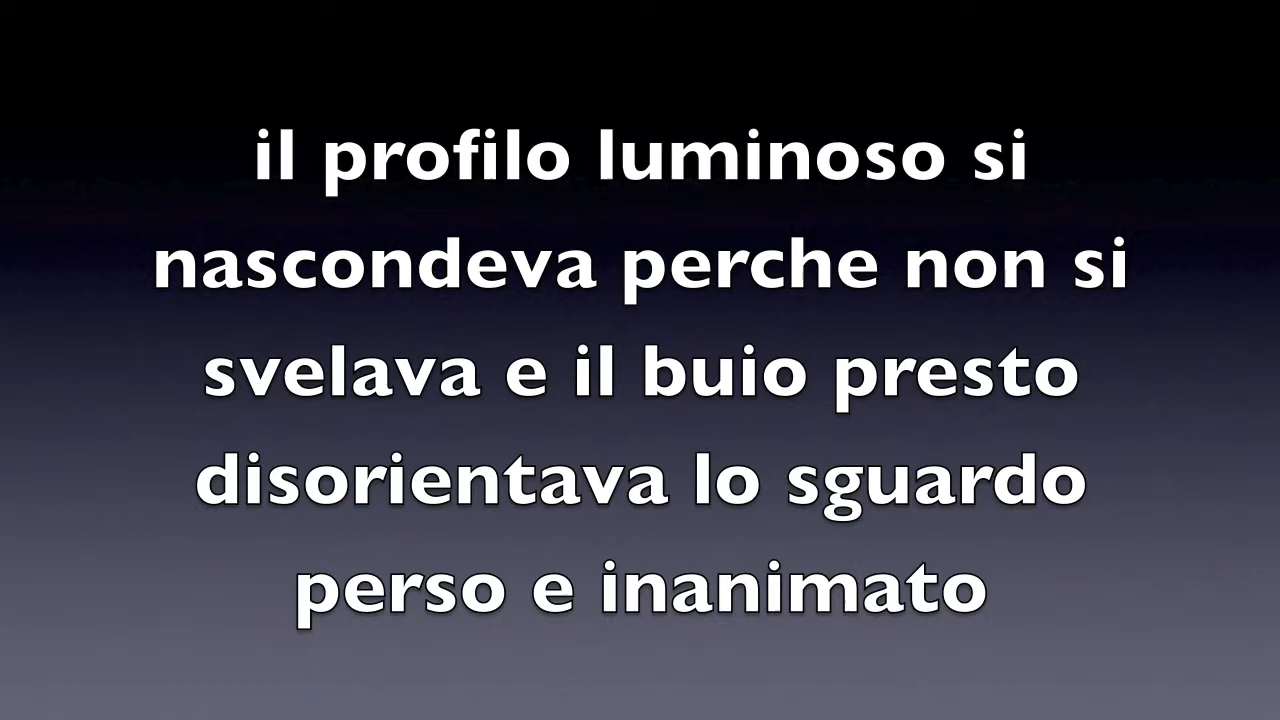 il profilo luminoso si
nascondeva perche non si
svelava e il buio presto
disorientava lo sguardo
perso e inanimato